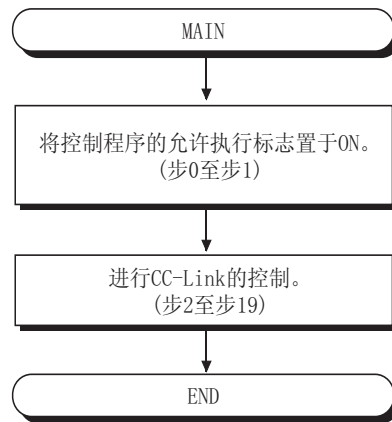 MAIN
将控制程序的允许执行标志置于ON。
(步0至步1)
进行CC-Link的控制。
(步2至步19)
END